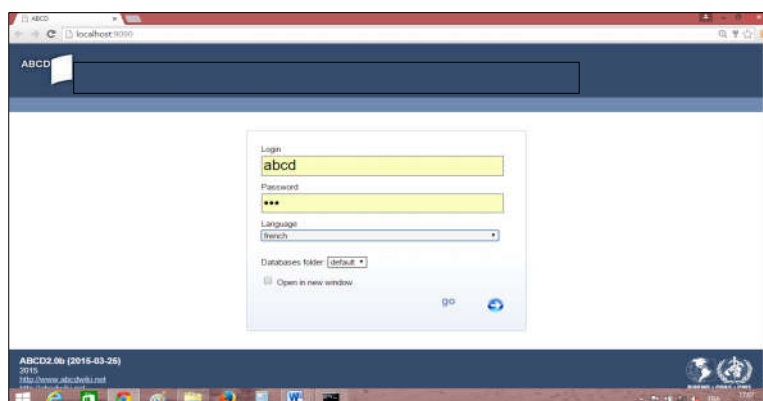 ABCD
localhost:9090
ABCD
Login
abcd
Password
•••
Language
french
Databases folder: default
Open in new window
go
ABCD2.0b (2015-03-25)
2015
http://www.abcdwiki.net